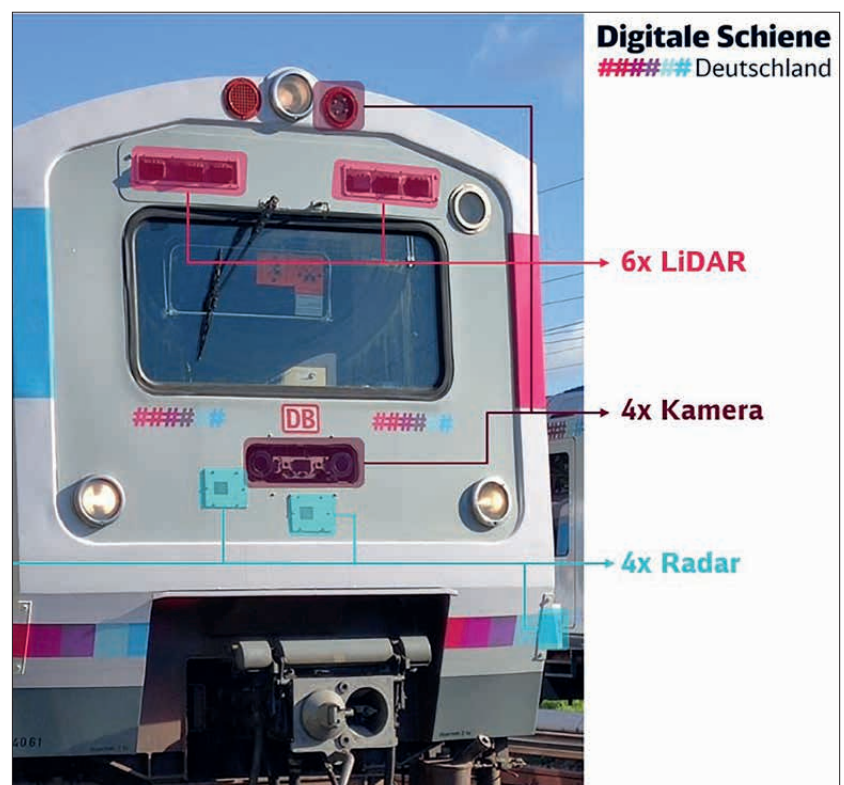 Digitale Schiene
##### # Deutschland
6x LiDAR
4x Kamera
##### #
DB
##### #
4x Radar
4061